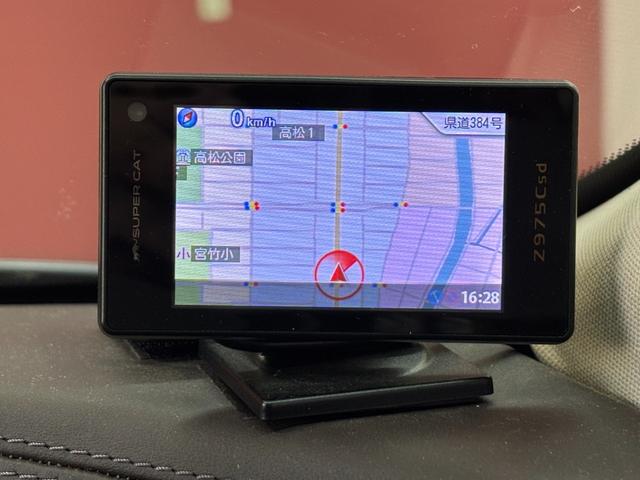 SUPER CAT
0 km/h
県道384号
高松1
高松公園
小 宮竹小
16:28
Z975Csd